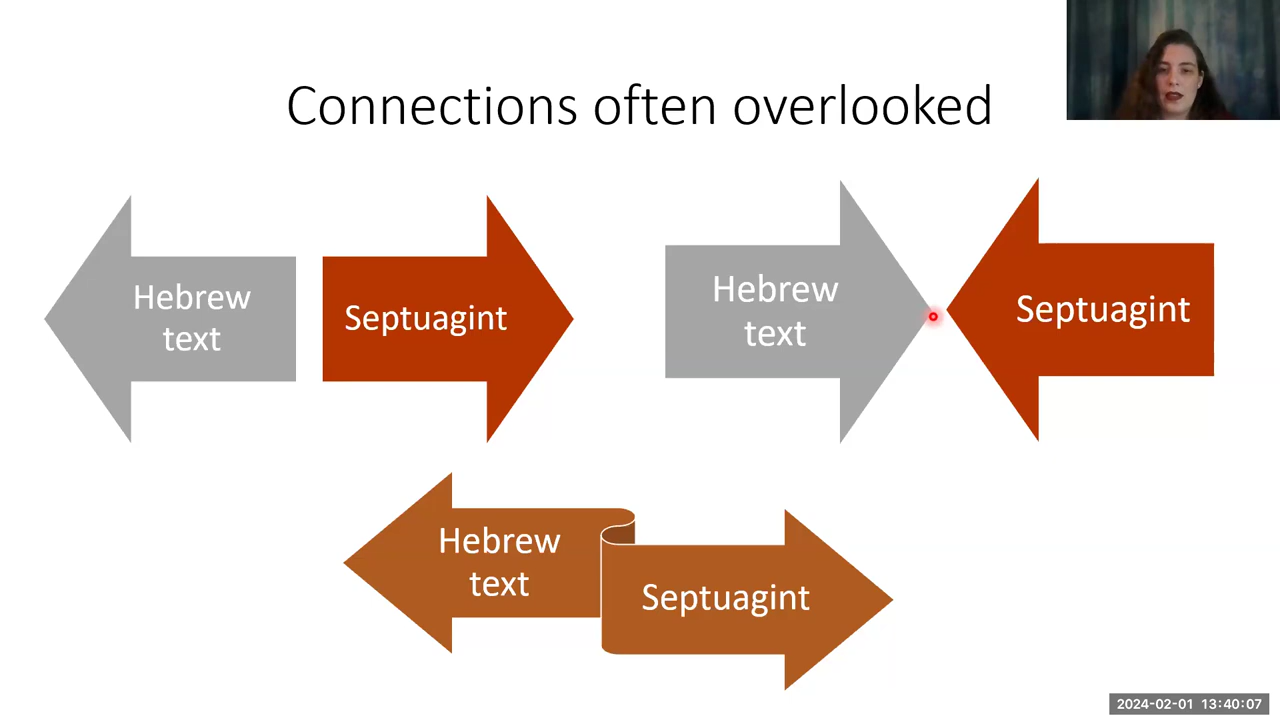 Connections often overlooked
Hebrew
text
Septuagint
Hebrew
text
Septuagint
Hebrew
text
Septuagint
2024-02-01 13:40:07